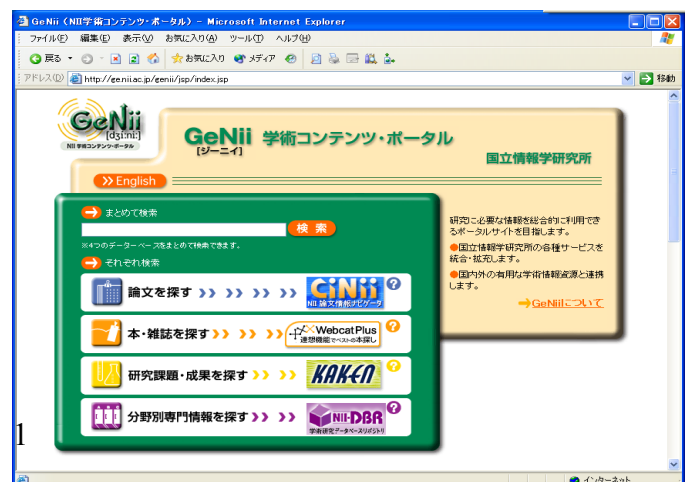 GeNii (NII学術コンテンツ・ポータル) - Microsoft Internet Explorer
ファイル(F) 編集(E) 表示(V) お気に入り(A) ツール(T) ヘルプ(H)
戻る お気に入り メディア
アドレス(D) http://ge.nii.ac.jp/genii/jsp/index.jsp 移動
GeNii
[dʒi:ni:]
NII 学術コンテンツ・ポータル
GeNii 学術コンテンツ・ポータル
[ジーニイ]
国立情報学研究所
English
まとめて検索
検 索
※4つのデーターベースをまとめて検索できます。
それぞれ検索
論文を探す CiNii ?
NII 論文情報ナビゲータ
本・雑誌を探す Webcat Plus ?
連想機能でベストの本探し
研究課題・成果を探す KAKEN ?
分野別専門情報を探す NII-DBR ?
学術研究データベースリポジトリ
研究に必要な情報を総合的に利用でき
るポータルサイトを目指します。
●国立情報学研究所の各種サービスを
統合・拡充します。
●国内外の有用な学術情報資源と連携
します。
GeNiiについて
1
インターネット